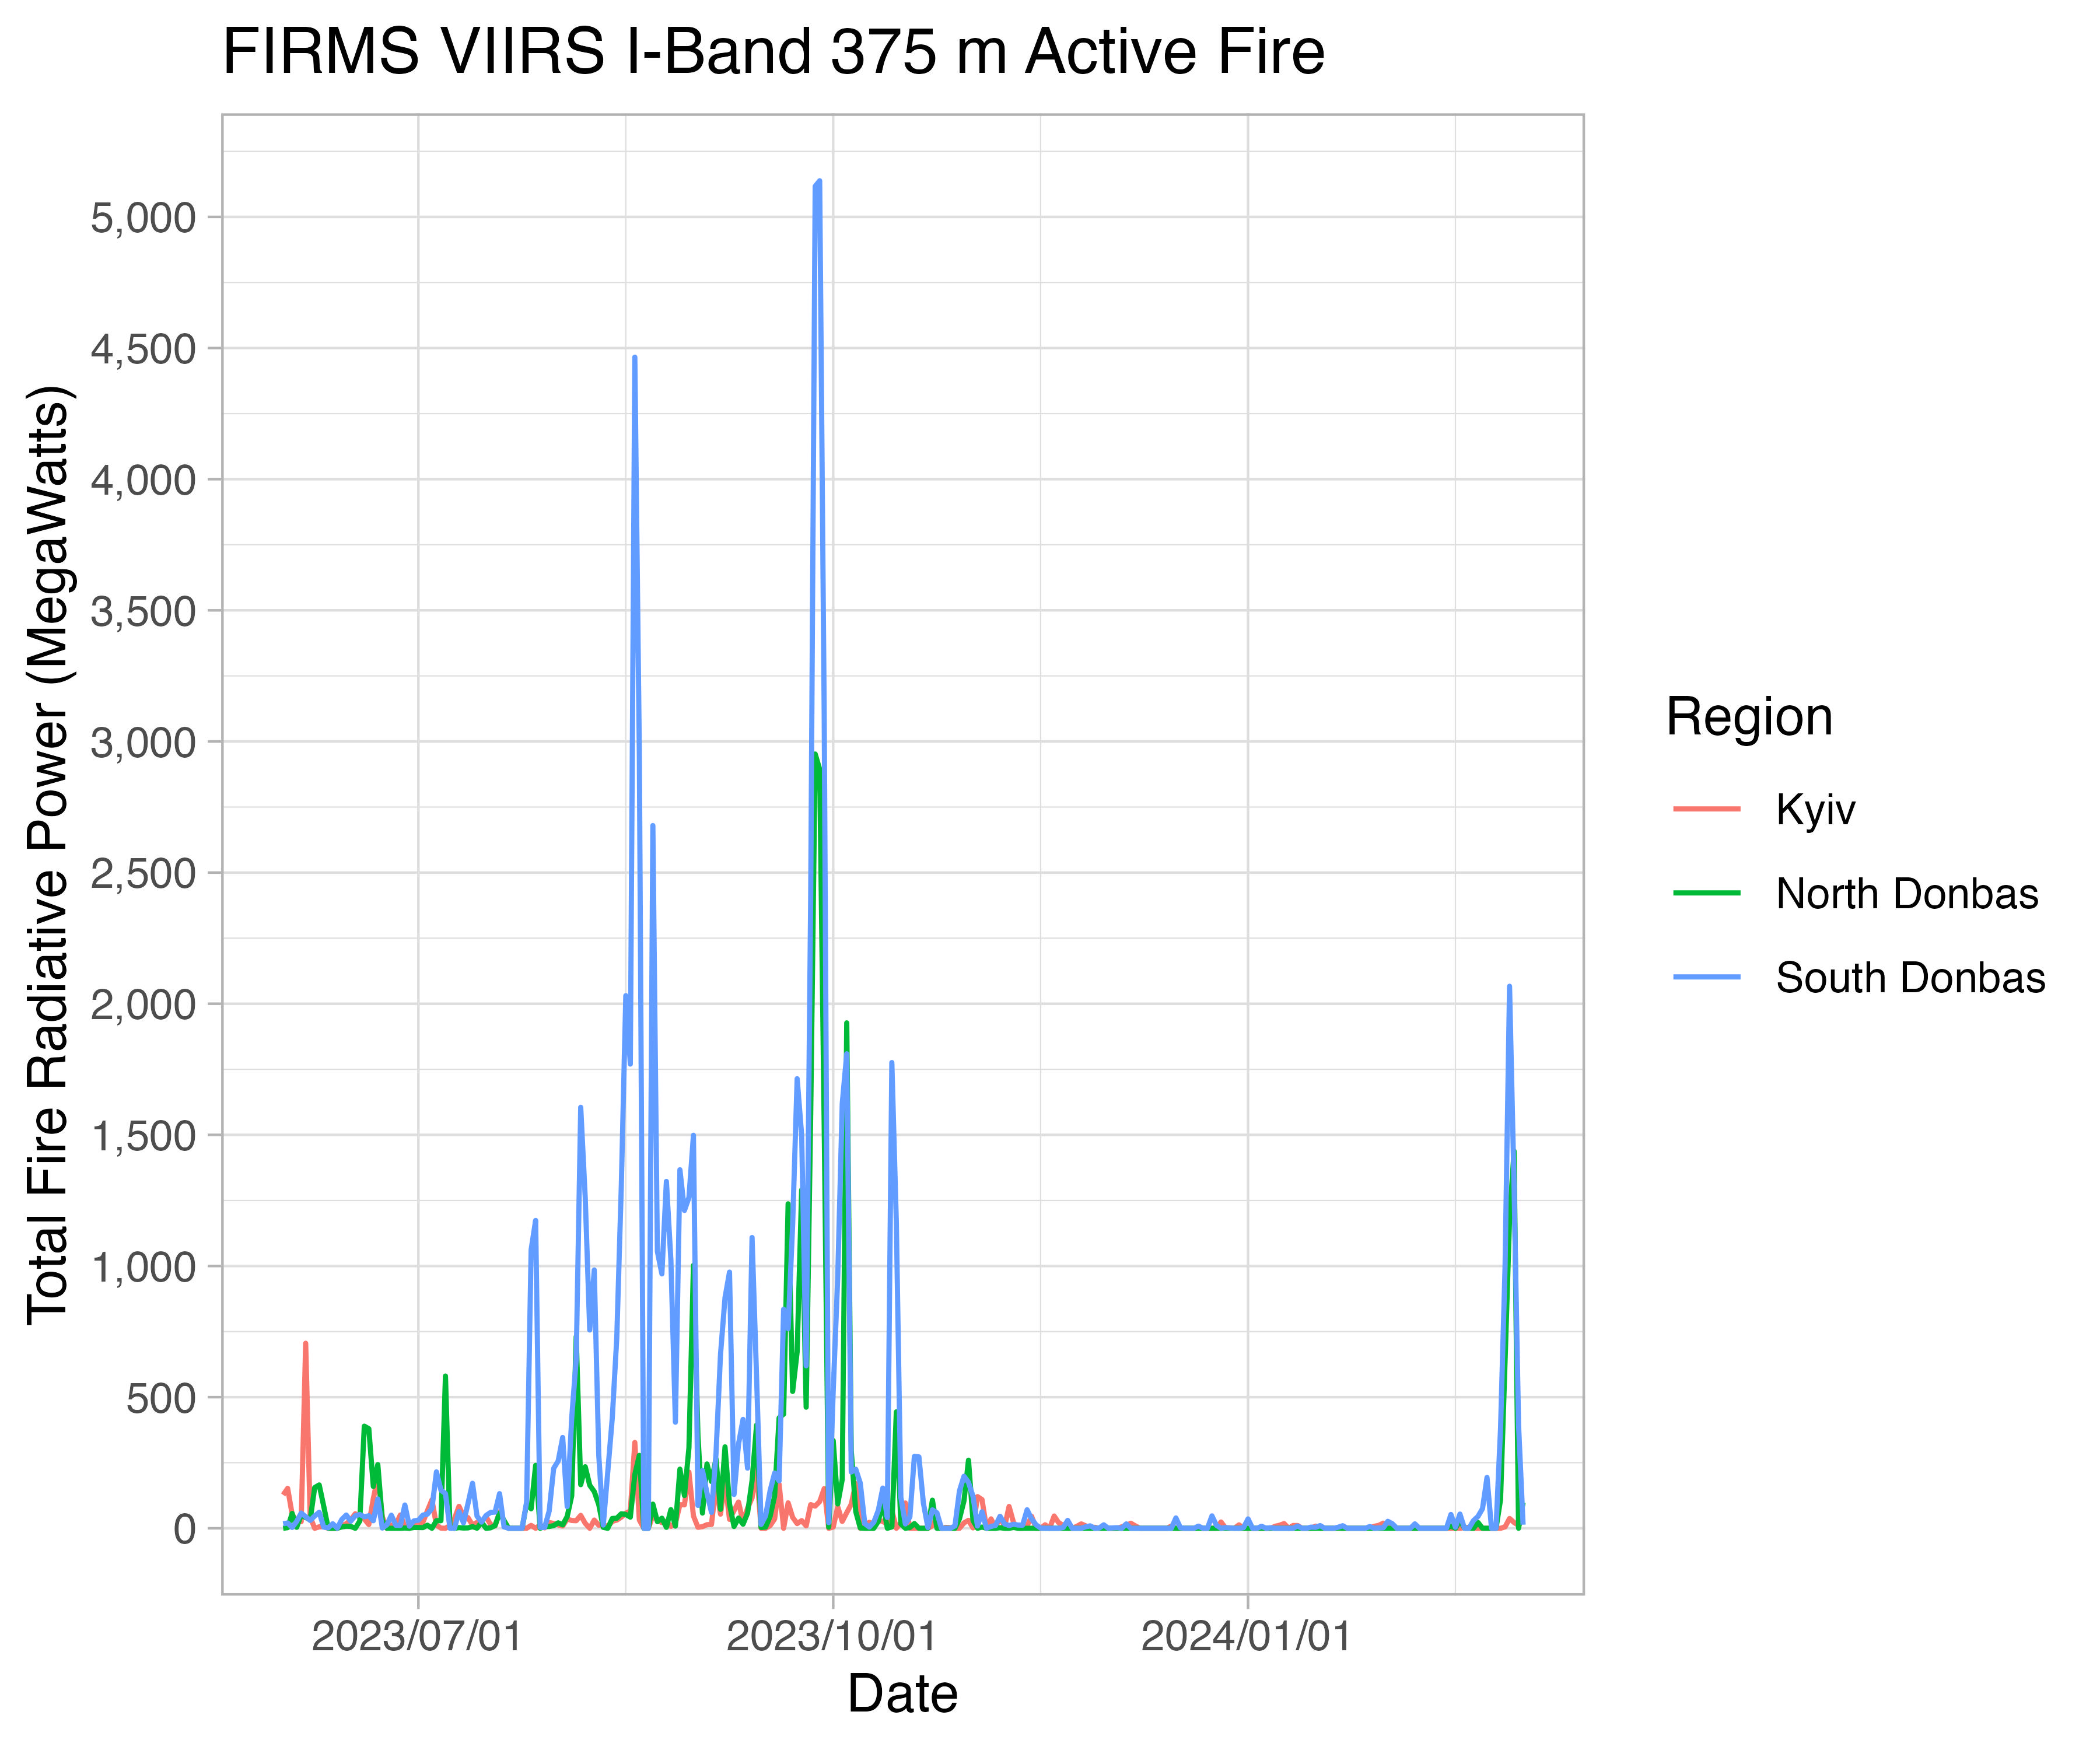 FIRMS VIIRS I-Band 375 m Active Fire
Total Fire Radiative Power (MegaWatts)
5,000
4,500
4,000
3,500
3,000
2,500
2,000
1,500
1,000
500
0
2023/07/01
2023/10/01
2024/01/01
Date
Region
Kyiv
North Donbas
South Donbas